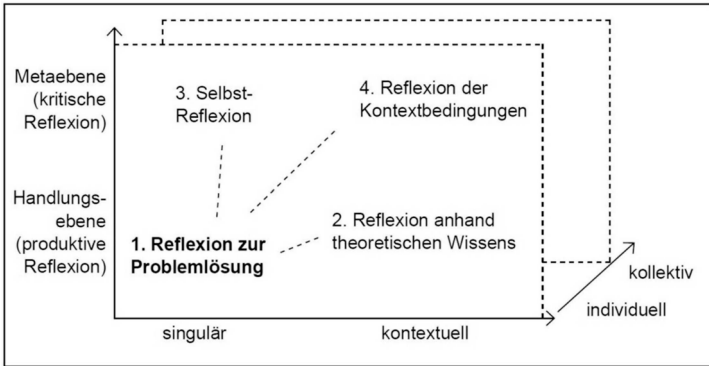 Metaebene
(kritische
Reflexion)
3. Selbst-
Reflexion
4. Reflexion der
Kontextbedingungen
Handlungs-
ebene
(produktive
Reflexion)
1. Reflexion zur
Problemlösung
2. Reflexion anhand
theoretischen Wissens
kollektiv
individuell
singulär
kontextuell